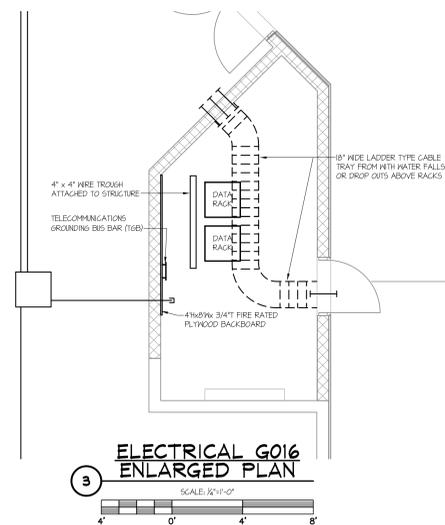 18" WIDE LADDER TYPE CABLE
TRAY FROM WITH WATER FALLS
OR DROP OUTS ABOVE RACKS
4" x 4" WIRE TROUGH
ATTACHED TO STRUCTURE
DATA
RACK
TELECOMMUNICATIONS
GROUNDING BUS BAR (TGB)
DATA
RACK
4'Hx8'Wx 3/4"T FIRE RATED
PLYWOOD BACKBOARD
3
ELECTRICAL G016
ENLARGED PLAN
SCALE: ¼"=1'-0"
4' 0' 4' 8'